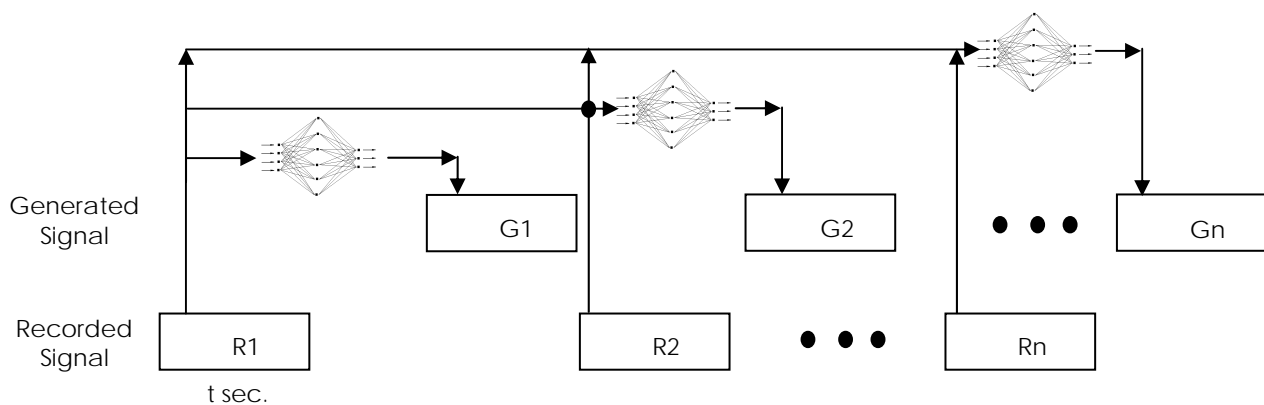 Generated
Signal
G1
G2
Gn
Recorded
Signal
R1
R2
Rn
t sec.